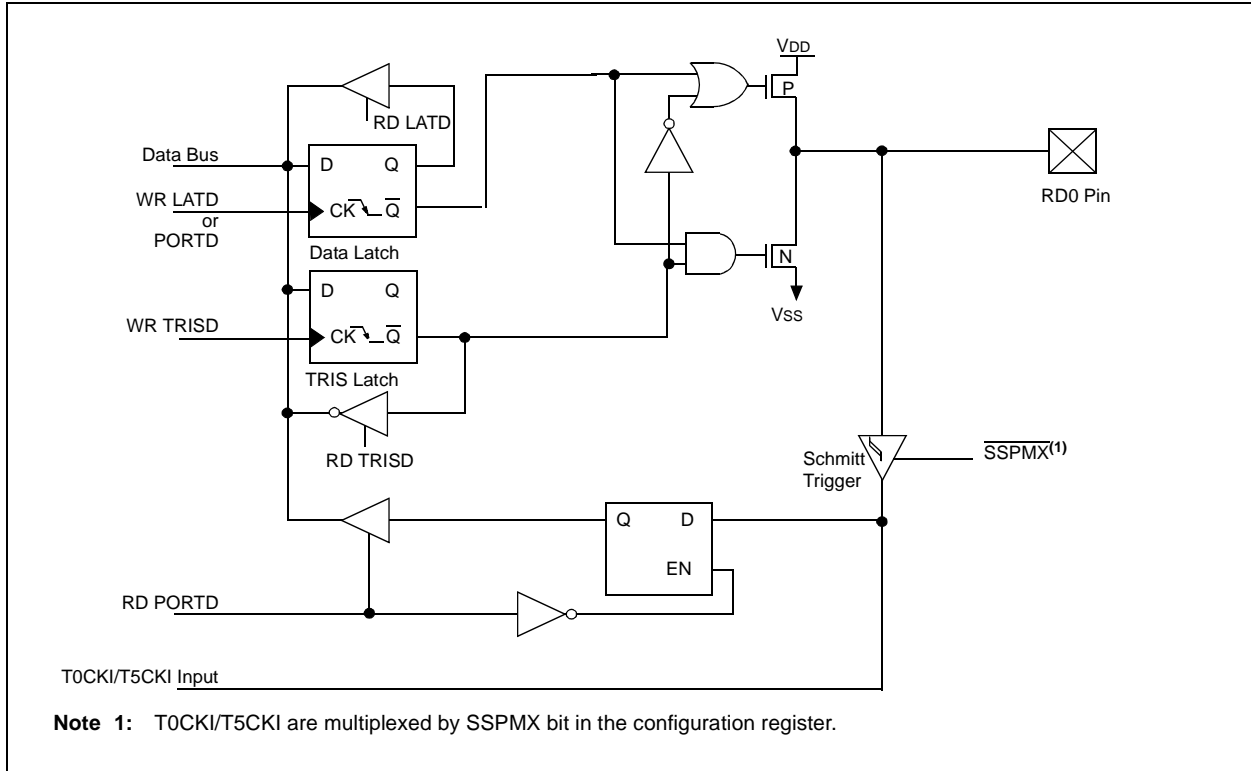 VDD
P
RD LATD
Data Bus
D Q
RD0 Pin
WR LATD
or
PORTD
CK Q̅
Data Latch
N
VSS
D Q
WR TRISD
CK Q̅
TRIS Latch
RD TRISD
Schmitt
Trigger
S̅S̅P̅M̅X̅(1)
Q D
EN
RD PORTD
T0CKI/T5CKI Input
Note 1: T0CKI/T5CKI are multiplexed by SSPMX bit in the configuration register.